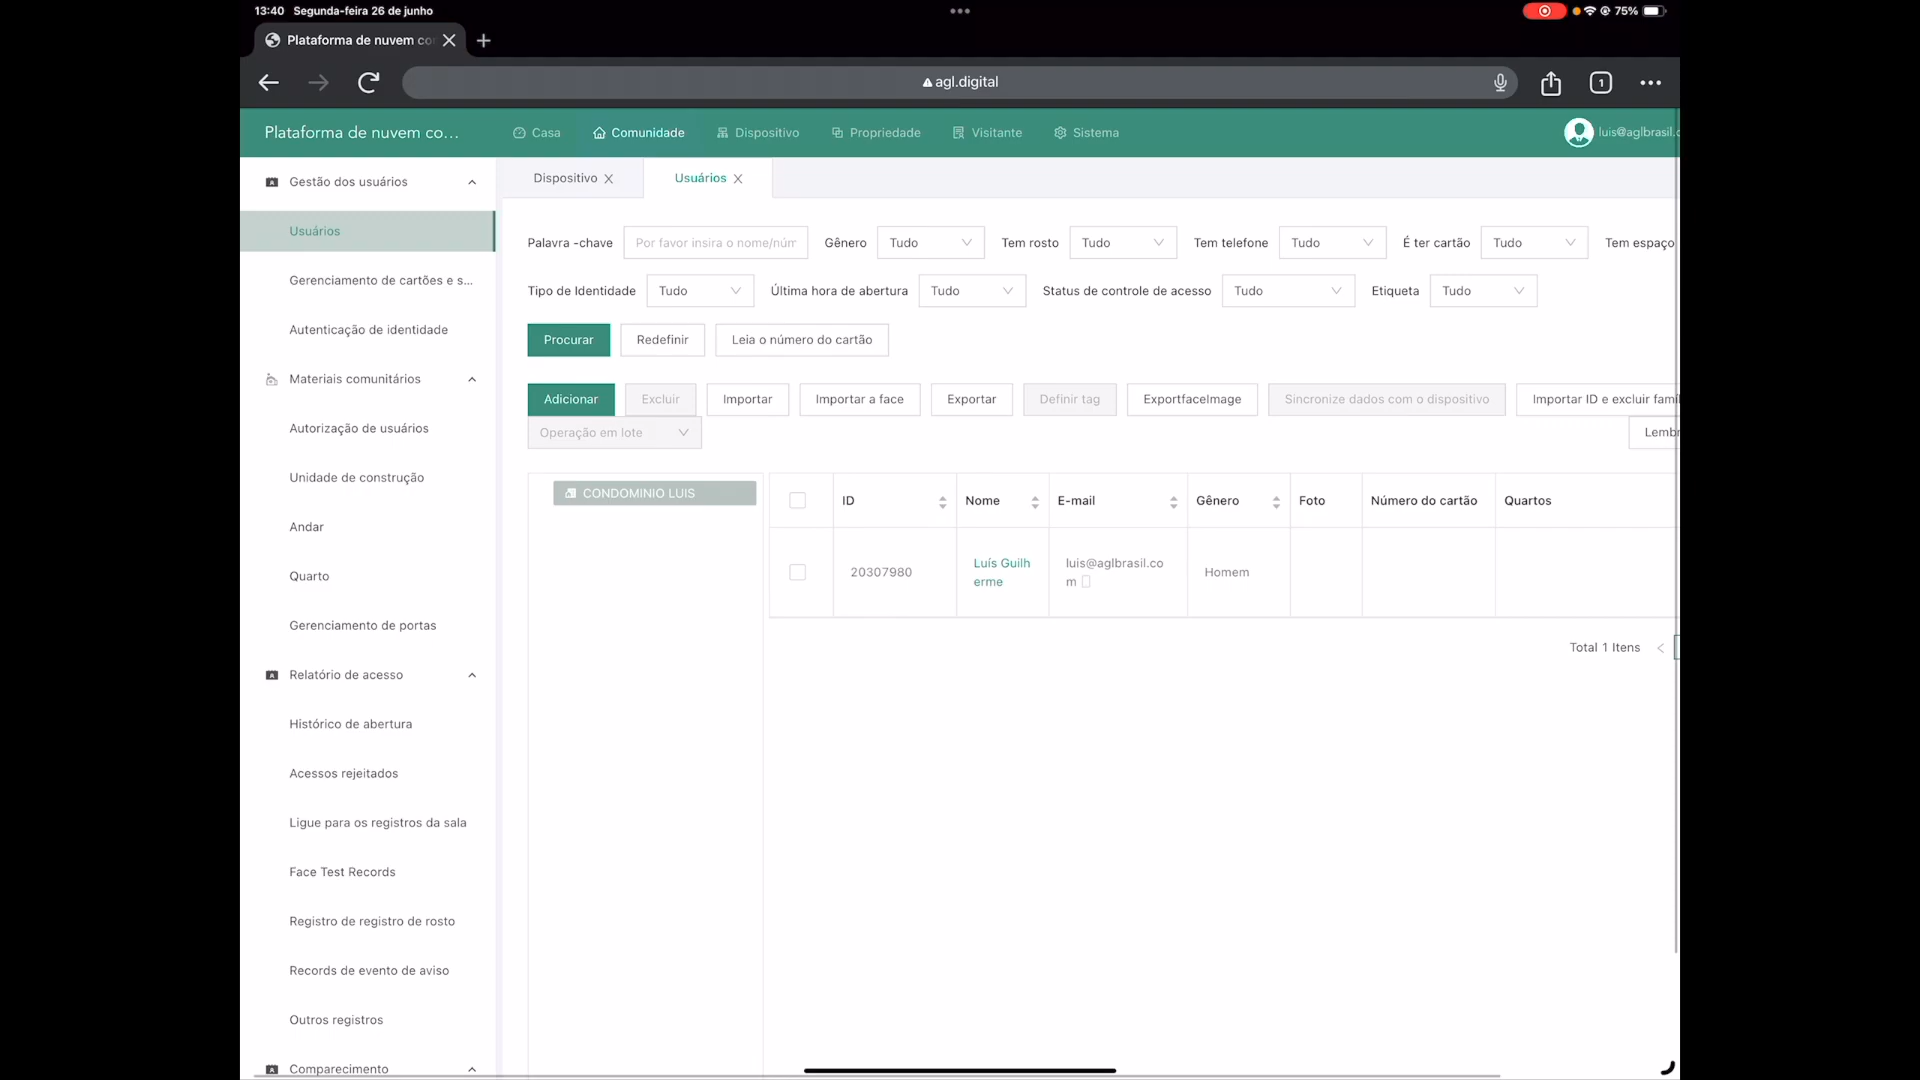 13:40 Segunda-feira 26 de junho
75%
Plataforma de nuvem co
agl.digital
1
Plataforma de nuvem co...
Casa
Comunidade
Dispositivo
Propriedade
Visitante
Sistema
luis@aglbrasil.c
Gestão dos usuários
Usuários
Gerenciamento de cartões e s...
Autenticação de identidade
Materiais comunitários
Autorização de usuários
Unidade de construção
Andar
Quarto
Gerenciamento de portas
Relatório de acesso
Histórico de abertura
Acessos rejeitados
Ligue para os registros da sala
Face Test Records
Registro de registro de rosto
Records de evento de aviso
Outros registros
Comparecimento
Dispositivo
Usuários
Palavra -chave Por favor insira o nome/núm Gênero Tudo Tem rosto Tudo Tem telefone Tudo É ter cartão Tudo Tem espaço
Tipo de Identidade Tudo Última hora de abertura Tudo Status de controle de acesso Tudo Etiqueta Tudo
Procurar Redefinir Leia o número do cartão
Adicionar Excluir Importar Importar a face Exportar Definir tag ExportfaceImage Sincronize dados com o dispositivo Importar ID e excluir famí
Operação em lote Lembr
CONDOMINIO LUIS
ID Nome E-mail Gênero Foto Número do cartão Quartos
20307980 Luís Guilh luis@aglbrasil.co Homem
erme m
Total 1 Itens